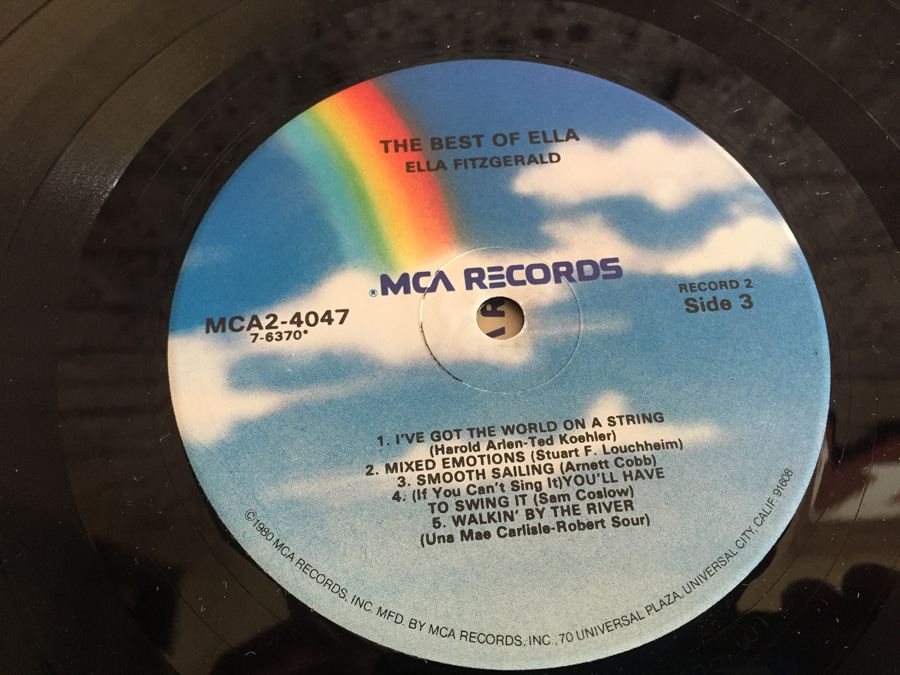 THE BEST OF ELLA
ELLA FITZGERALD
®MCA RECORDS
MCA2-4047
7-6370*
RECORD 2
Side 3
1. I'VE GOT THE WORLD ON A STRING
(Harold Arlen-Ted Koehler)
2. MIXED EMOTIONS (Stuart F. Louchheim)
3. SMOOTH SAILING (Arnett Cobb)
4. (If You Can't Sing It)YOU'LL HAVE
TO SWING IT (Sam Coslow)
5. WALKIN' BY THE RIVER
(Una Mae Carlisle-Robert Sour)
©1980 MCA RECORDS, INC. MFD. BY MCA RECORDS, INC., 70 UNIVERSAL PLAZA, UNIVERSAL CITY, CALIF. 91608